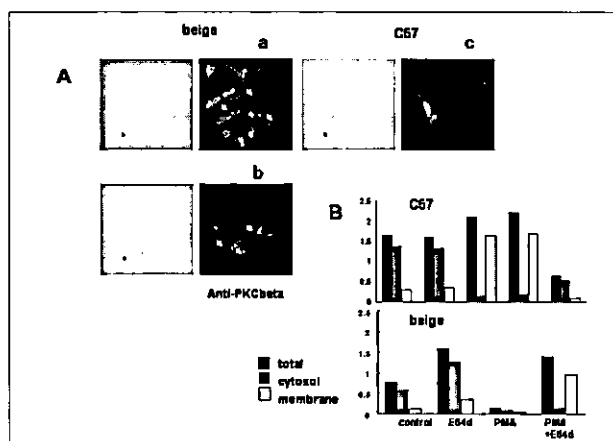 beige
C57
a
c
A
b
Anti-PKCbeta
B
C57
2.5
2
1.5
1
0.5
0
beige
2.5
2
1.5
1
0.5
0
total
cytosol
membrane
control
E64d
PMA
PMA
+E64d